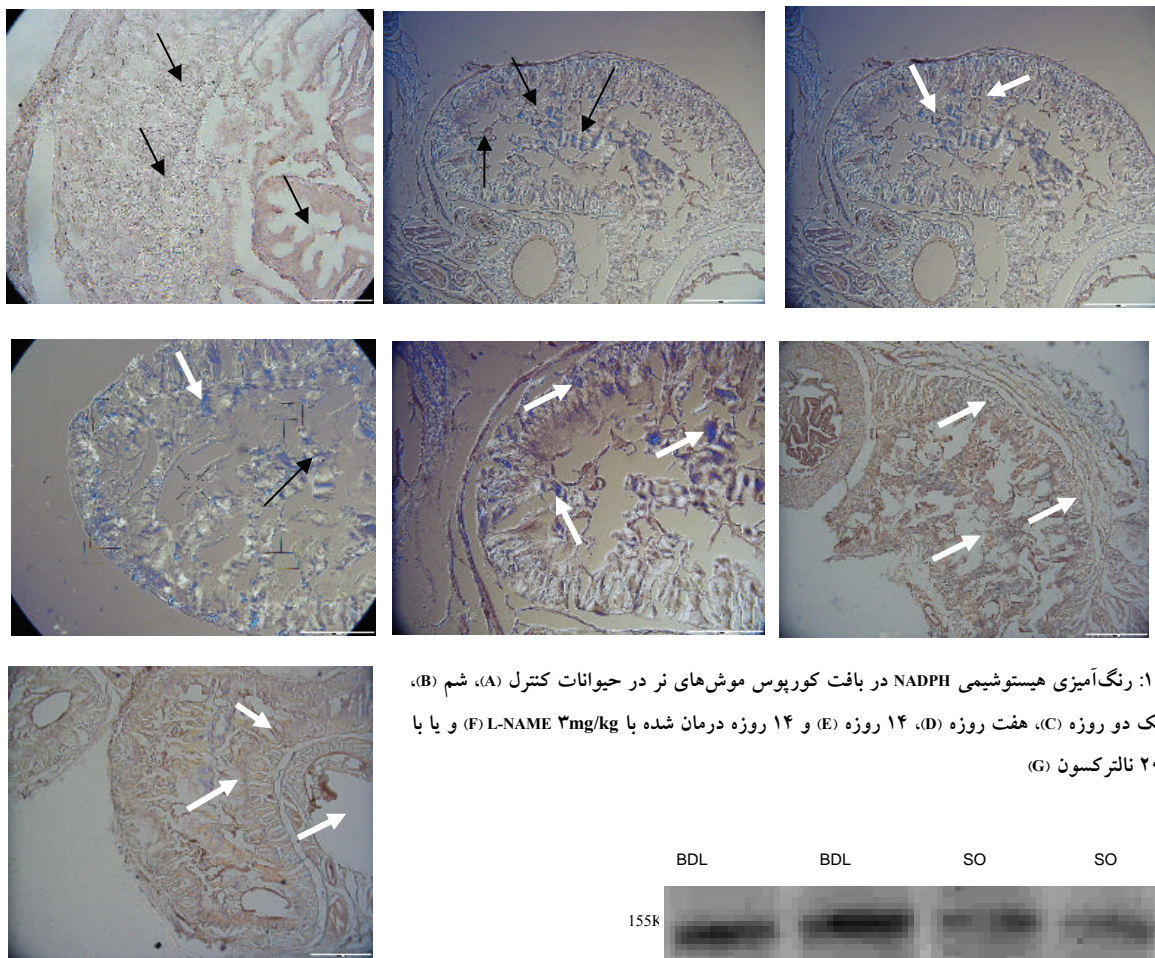 ۱: رنگ‌آمیزی هیستوشیمی NADPH در بافت کورپوس موش‌های نر در حیوانات کنترل (A)، شم (B)،
ک دو روزه (C)، هفت روزه (D)، ۱۴ روزه (E) و ۱۴ روزه درمان شده با L-NAME ۳mg/kg (F) و یا با
۲۰ نالترکسون (G)
BDL BDL SO SO
155K